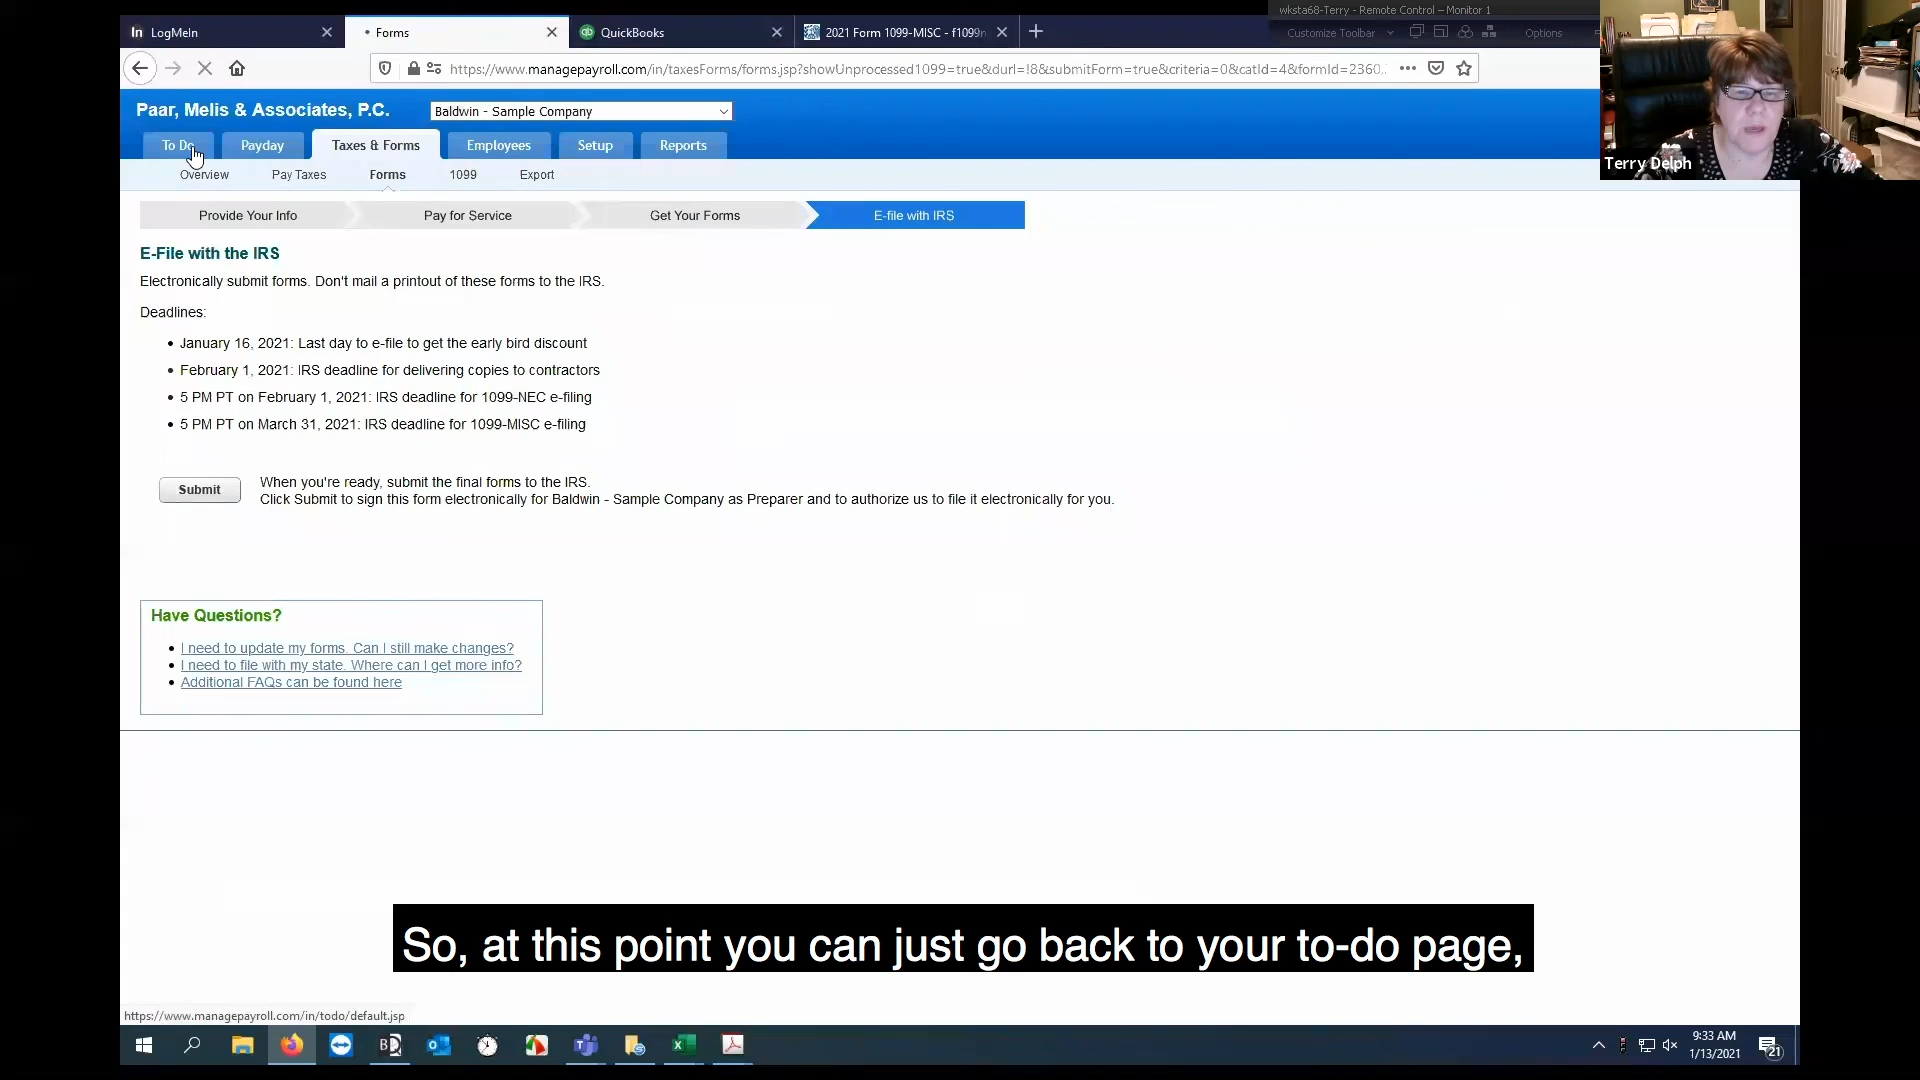 wksta68-Terry - Remote Control – Monitor 1
LogMeIn
Forms
QuickBooks
2021 Form 1099-MISC - f1099m
Customize Toolbar
Options
https://www.managepayroll.com/in/taxesForms/forms.jsp?showUnprocessed1099=true&durl=!8&submitForm=true&criteria=0&catId=4&formId=2360,
Paar, Melis & Associates, P.C.
Baldwin - Sample Company
To Do
Payday
Taxes & Forms
Employees
Setup
Reports
Overview
Pay Taxes
Forms
1099
Export
Terry Delph
Provide Your Info
Pay for Service
Get Your Forms
E-file with IRS
E-File with the IRS
Electronically submit forms. Don't mail a printout of these forms to the IRS.
Deadlines:
• January 16, 2021: Last day to e-file to get the early bird discount
• February 1, 2021: IRS deadline for delivering copies to contractors
• 5 PM PT on February 1, 2021: IRS deadline for 1099-NEC e-filing
• 5 PM PT on March 31, 2021: IRS deadline for 1099-MISC e-filing
Submit
When you're ready, submit the final forms to the IRS.
Click Submit to sign this form electronically for Baldwin - Sample Company as Preparer and to authorize us to file it electronically for you.
Have Questions?
• I need to update my forms. Can I still make changes?
• I need to file with my state. Where can I get more info?
• Additional FAQs can be found here
So, at this point you can just go back to your to-do page,
https://www.managepayroll.com/in/todo/default.jsp
9:33 AM
1/13/2021
21